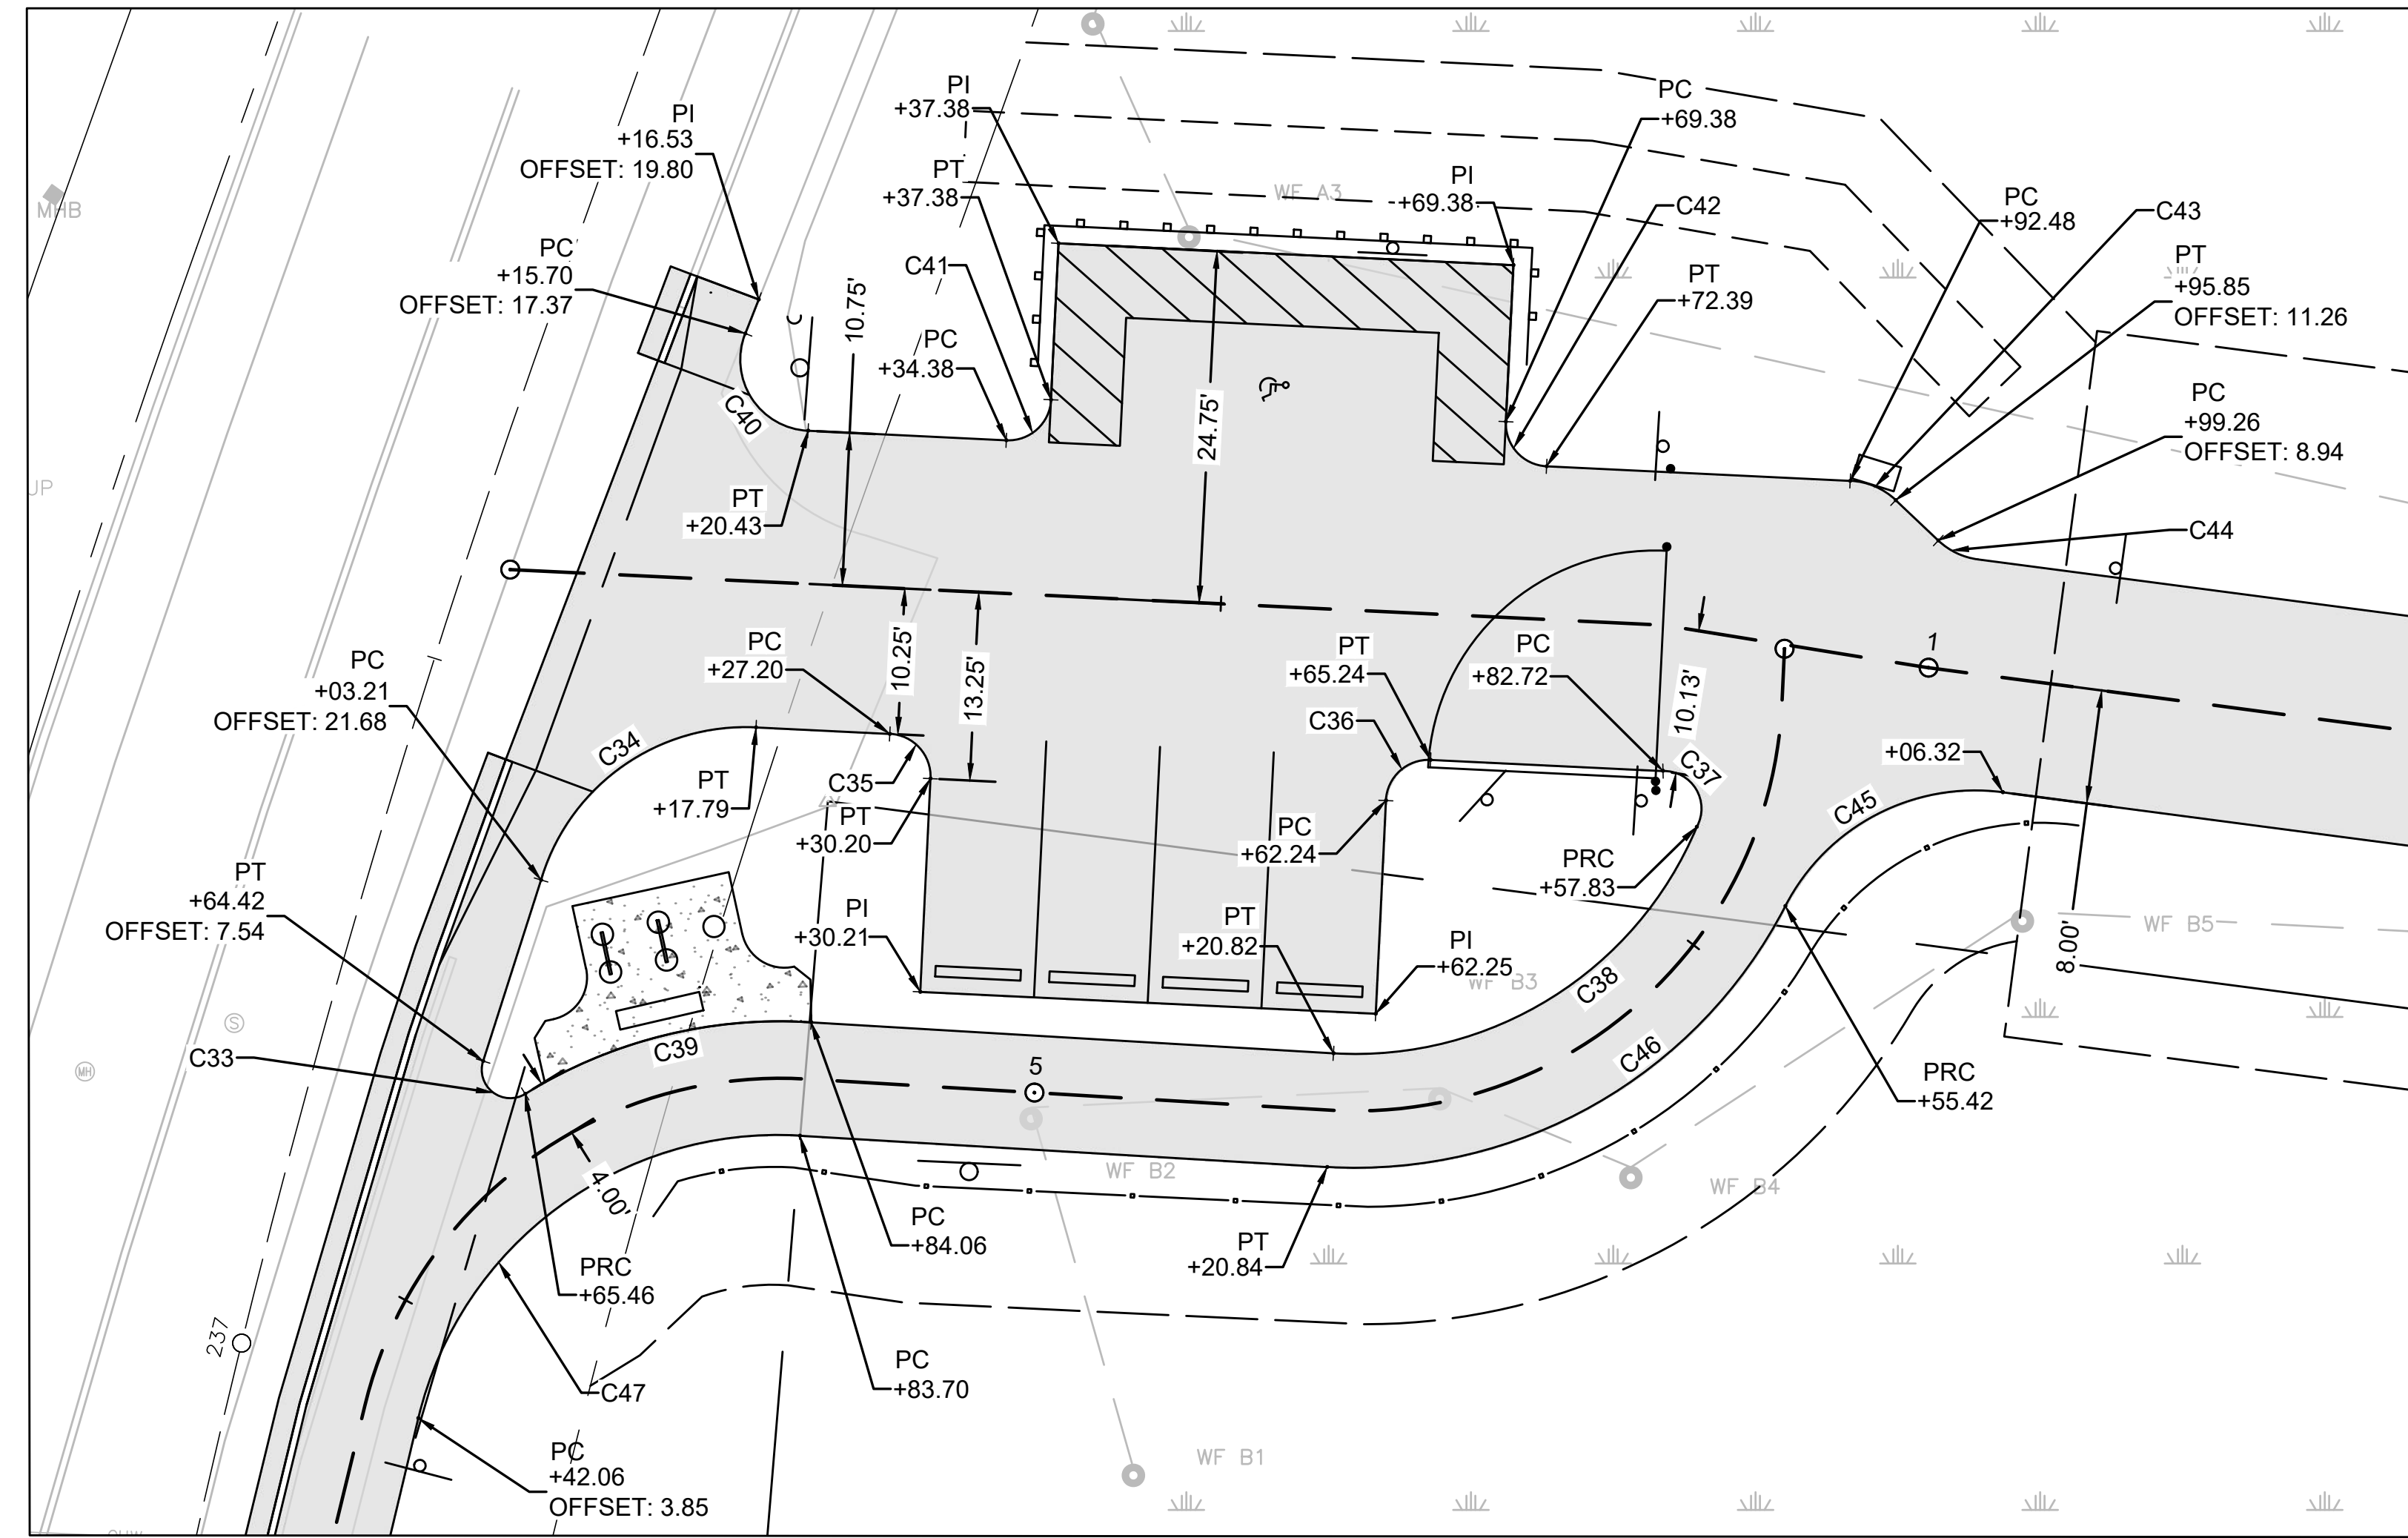 PI
+37.38
PC
+69.38
PI
+16.53
OFFSET: 19.80
PT
+37.38
WF A3
PI
+69.38
C42
PC
+92.48
C43
MHB
PC
+15.70
OFFSET: 17.37
C41
10.75'
PT
+72.39
PT
+95.85
OFFSET: 11.26
PC
+34.38
C40
24.75'
PC
+99.26
OFFSET: 8.94
UP
PT
+20.43
C44
PC
+27.20
10.25'
13.25'
PT
+65.24
PC
+82.72
10.13'
1
PC
+03.21
OFFSET: 21.68
C34
C36
C37
+06.32
PT
+17.79
C35
PT
+30.20
PC
+62.24
C45
PRC
+57.83
PT
+64.42
OFFSET: 7.54
PI
+30.21
PT
+20.82
PI
+62.25
WF B3
WF B5
8.00'
C38
S
C33
MH
C39
5
C46
PRC
+55.42
4.00'
WF B2
WF B4
PC
+84.06
PT
+20.84
PRC
+65.46
237
PC
+83.70
C47
PC
+42.06
OFFSET: 3.85
WF B1